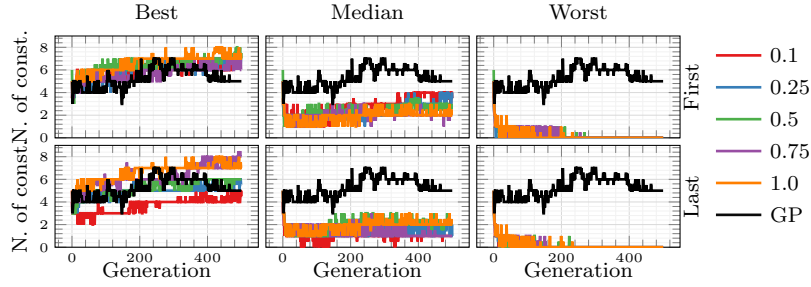 Best Median Worst
N. of const.
8
6
4
2
0
First
0.1
0.25
0.5
0.75
1.0
GP
N. of const.
8
6
4
2
0
Last
0 200 400 0 200 400 0 200 400
Generation Generation Generation